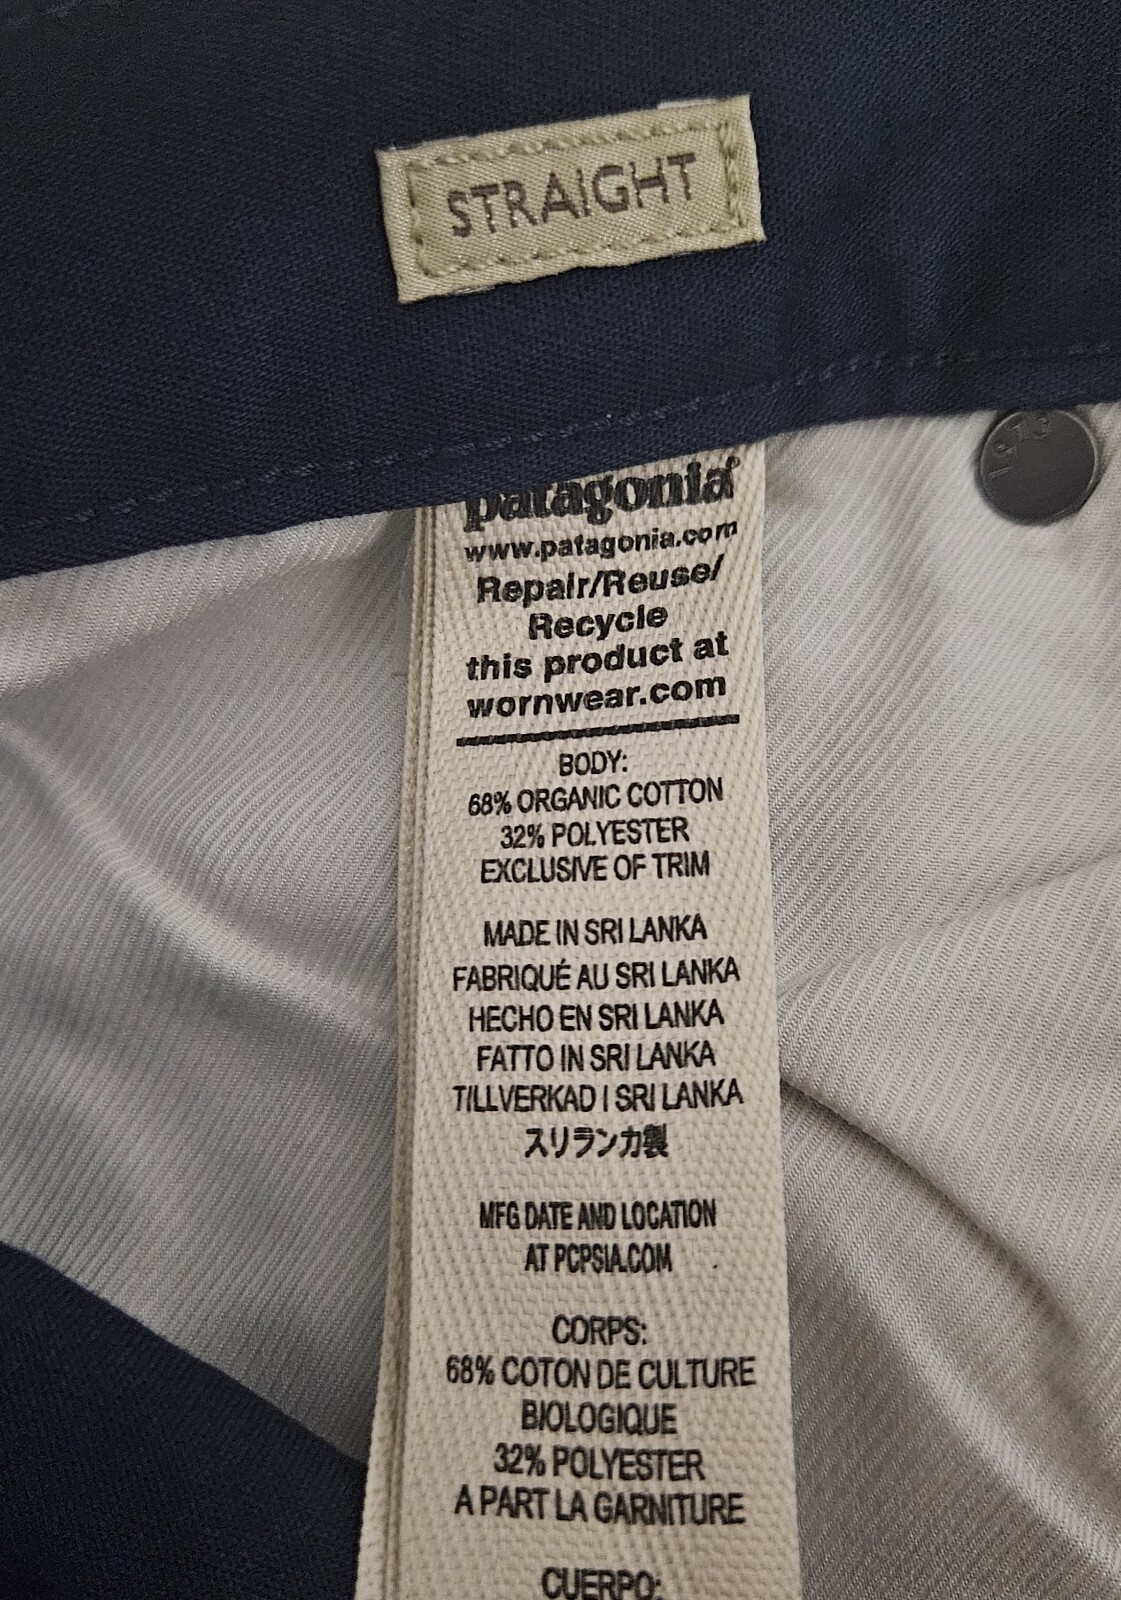 STRAIGHT
1973
patagonia®
www.patagonia.com
Repair/Reuse/
Recycle
this product at
wornwear.com
BODY:
68% ORGANIC COTTON
32% POLYESTER
EXCLUSIVE OF TRIM
MADE IN SRI LANKA
FABRIQUÉ AU SRI LANKA
HECHO EN SRI LANKA
FATTO IN SRI LANKA
TILLVERKAD I SRI LANKA
スリランカ製
MFG DATE AND LOCATION
AT PCPSIA.COM
CORPS:
68% COTON DE CULTURE
BIOLOGIQUE
32% POLYESTER
A PART LA GARNITURE
CUERPO: